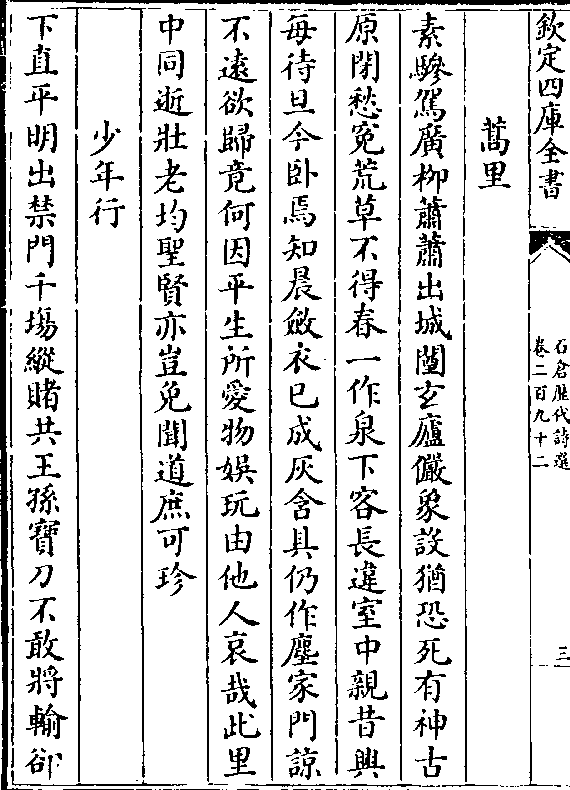 欽定四庫全書
石倉歴代詩選
卷二百九十二
三
蒿里
素驂駕廣柳蕭蕭出城闉玄廬儼象設猶恐死有神古
原閉愁寃荒草不得春一作泉下客長違室中親昔興
每待旦今卧焉知晨斂衣已成灰含具仍作塵家門諒
不遠欲歸竟何因平生所愛物娛玩由他人哀哉此里
中同逝壯老均聖賢亦豈免聞道庶可珍
少年行
下直平明出禁門千塲縱賭共王孫寶刀不敢將輸卻